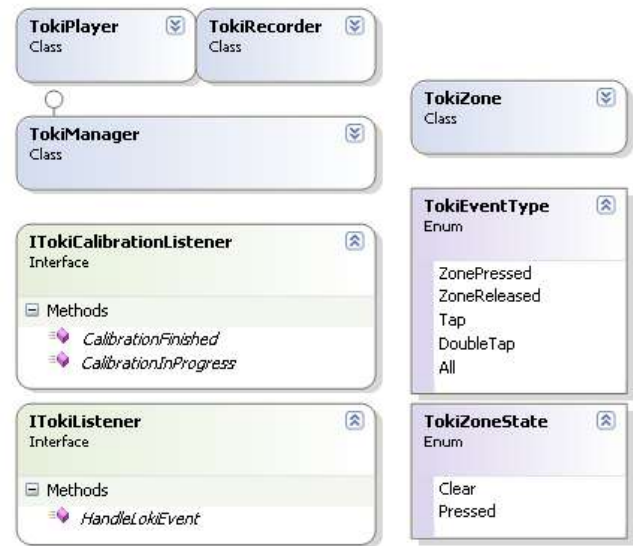 TokiPlayer
Class
TokiRecorder
Class
TokiManager
Class
ITokiCalibrationListener
Interface
Methods
CalibrationFinished
CalibrationInProgress
ITokiListener
Interface
Methods
HandleLokiEvent
TokiZone
Class
TokiEventType
Enum
ZonePressed
ZoneReleased
Tap
DoubleTap
All
TokiZoneState
Enum
Clear
Pressed